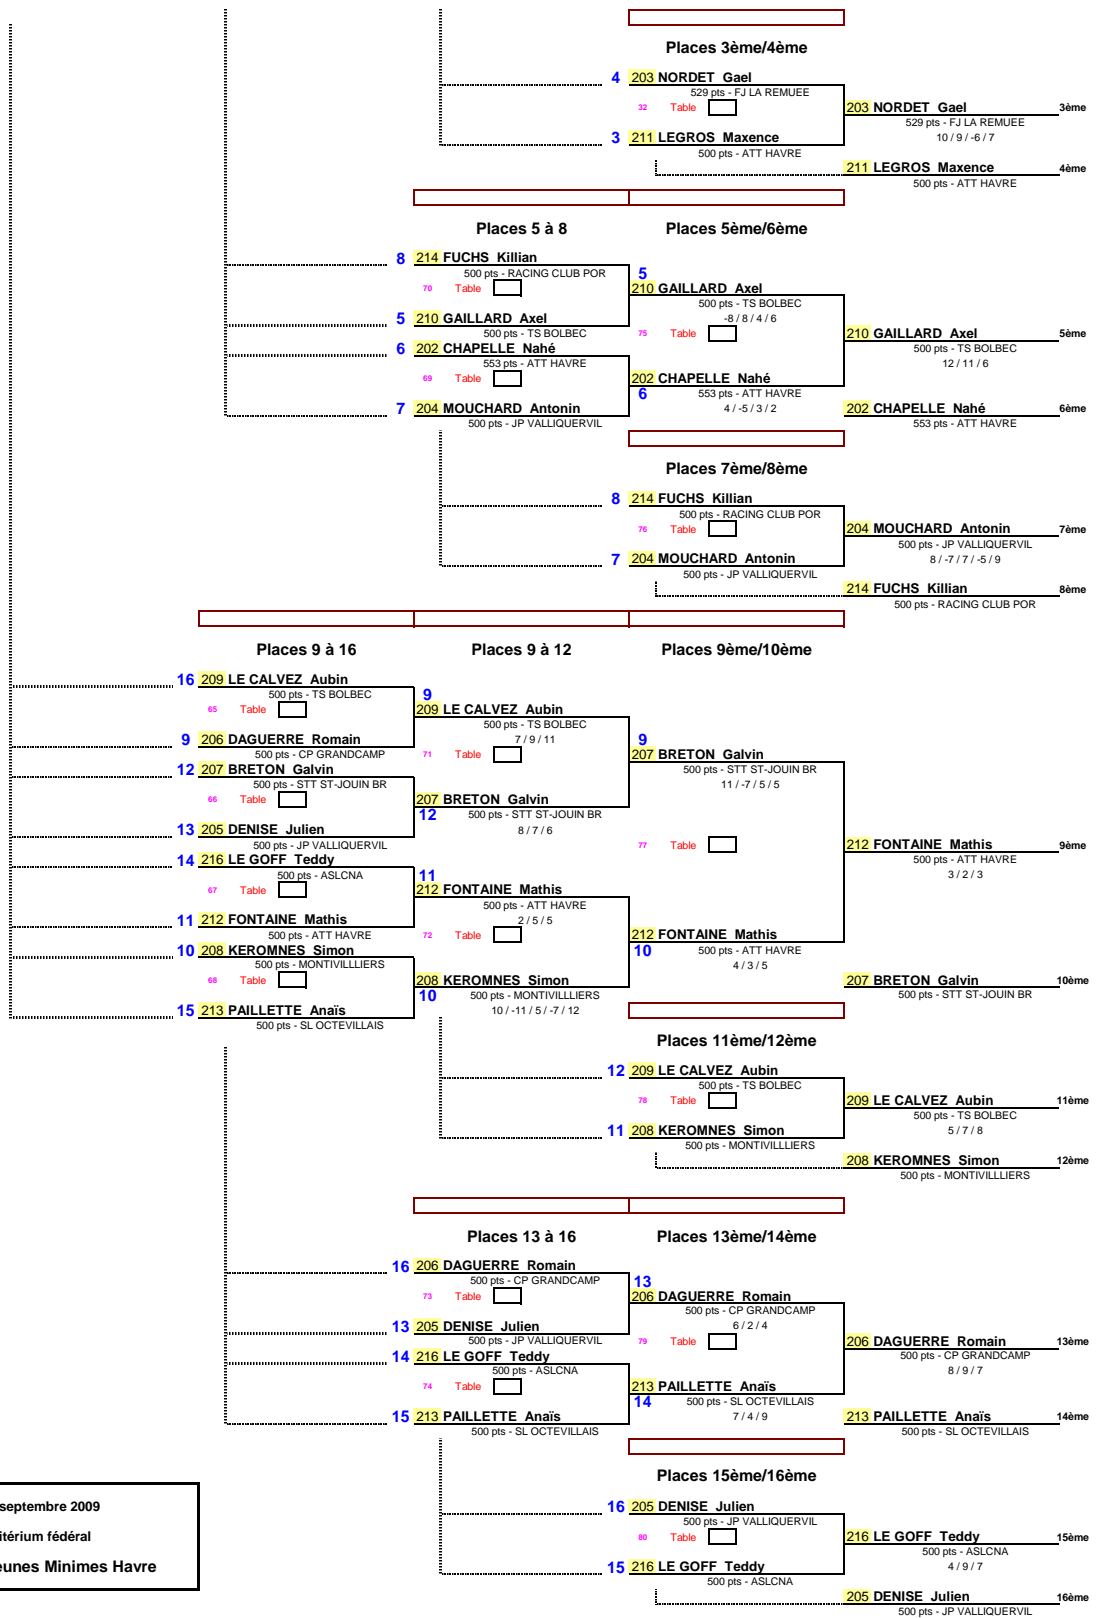 Places 3ème/4ème
4 203 NORDET Gael
529 pts - FJ LA REMUEE
32 Table
203 NORDET Gael 3ème
529 pts - FJ LA REMUEE
10 / 9 / -6 / 7
3 211 LEGROS Maxence
500 pts - ATT HAVRE
211 LEGROS Maxence 4ème
500 pts - ATT HAVRE
Places 5 à 8 Places 5ème/6ème
8 214 FUCHS Killian
500 pts - RACING CLUB POR
70 Table
5
210 GAILLARD Axel
500 pts - TS BOLBEC
-8 / 8 / 4 / 6
5 210 GAILLARD Axel
500 pts - TS BOLBEC
75 Table
210 GAILLARD Axel 5ème
500 pts - TS BOLBEC
12 / 11 / 6
6 202 CHAPELLE Nahé
553 pts - ATT HAVRE
69 Table
202 CHAPELLE Nahé
6 553 pts - ATT HAVRE
4 / -5 / 3 / 2
7 204 MOUCHARD Antonin
500 pts - JP VALLIQUERVIL
202 CHAPELLE Nahé 6ème
553 pts - ATT HAVRE
Places 7ème/8ème
8 214 FUCHS Killian
500 pts - RACING CLUB POR
76 Table
204 MOUCHARD Antonin 7ème
500 pts - JP VALLIQUERVIL
8 / -7 / 7 / -5 / 9
7 204 MOUCHARD Antonin
500 pts - JP VALLIQUERVIL
214 FUCHS Killian 8ème
500 pts - RACING CLUB POR
Places 9 à 16 Places 9 à 12 Places 9ème/10ème
16 209 LE CALVEZ Aubin
500 pts - TS BOLBEC
65 Table
9
209 LE CALVEZ Aubin
500 pts - TS BOLBEC
7 / 9 / 11
9 206 DAGUERRE Romain
500 pts - CP GRANDCAMP
71 Table
9
207 BRETON Galvin
500 pts - STT ST-JOUIN BR
11 / -7 / 5 / 5
12 207 BRETON Galvin
500 pts - STT ST-JOUIN BR
66 Table
207 BRETON Galvin
12 500 pts - STT ST-JOUIN BR
8 / 7 / 6
13 205 DENISE Julien
500 pts - JP VALLIQUERVIL
77 Table
212 FONTAINE Mathis 9ème
500 pts - ATT HAVRE
3 / 2 / 3
14 216 LE GOFF Teddy
500 pts - ASLCNA
67 Table
11
212 FONTAINE Mathis
500 pts - ATT HAVRE
2 / 5 / 5
11 212 FONTAINE Mathis
500 pts - ATT HAVRE
72 Table
212 FONTAINE Mathis
10 500 pts - ATT HAVRE
4 / 3 / 5
10 208 KEROMNES Simon
500 pts - MONTIVILLLIERS
68 Table
208 KEROMNES Simon
10 500 pts - MONTIVILLLIERS
10 / -11 / 5 / -7 / 12
207 BRETON Galvin 10ème
500 pts - STT ST-JOUIN BR
15 213 PAILLETTE Anaïs
500 pts - SL OCTEVILLAIS
Places 11ème/12ème
12 209 LE CALVEZ Aubin
500 pts - TS BOLBEC
78 Table
209 LE CALVEZ Aubin 11ème
500 pts - TS BOLBEC
5 / 7 / 8
11 208 KEROMNES Simon
500 pts - MONTIVILLLIERS
208 KEROMNES Simon 12ème
500 pts - MONTIVILLLIERS
Places 13 à 16 Places 13ème/14ème
16 206 DAGUERRE Romain
500 pts - CP GRANDCAMP
73 Table
13
206 DAGUERRE Romain
500 pts - CP GRANDCAMP
6 / 2 / 4
13 205 DENISE Julien
500 pts - JP VALLIQUERVIL
79 Table
206 DAGUERRE Romain 13ème
500 pts - CP GRANDCAMP
8 / 9 / 7
14 216 LE GOFF Teddy
500 pts - ASLCNA
74 Table
213 PAILLETTE Anaïs
14 500 pts - SL OCTEVILLAIS
7 / 4 / 9
15 213 PAILLETTE Anaïs
500 pts - SL OCTEVILLAIS
213 PAILLETTE Anaïs 14ème
500 pts - SL OCTEVILLAIS
Places 15ème/16ème
16 205 DENISE Julien
500 pts - JP VALLIQUERVIL
80 Table
216 LE GOFF Teddy 15ème
500 pts - ASLCNA
4 / 9 / 7
15 216 LE GOFF Teddy
500 pts - ASLCNA
205 DENISE Julien 16ème
500 pts - JP VALLIQUERVIL
septembre 2009
itérium fédéral
eunes Minimes Havre